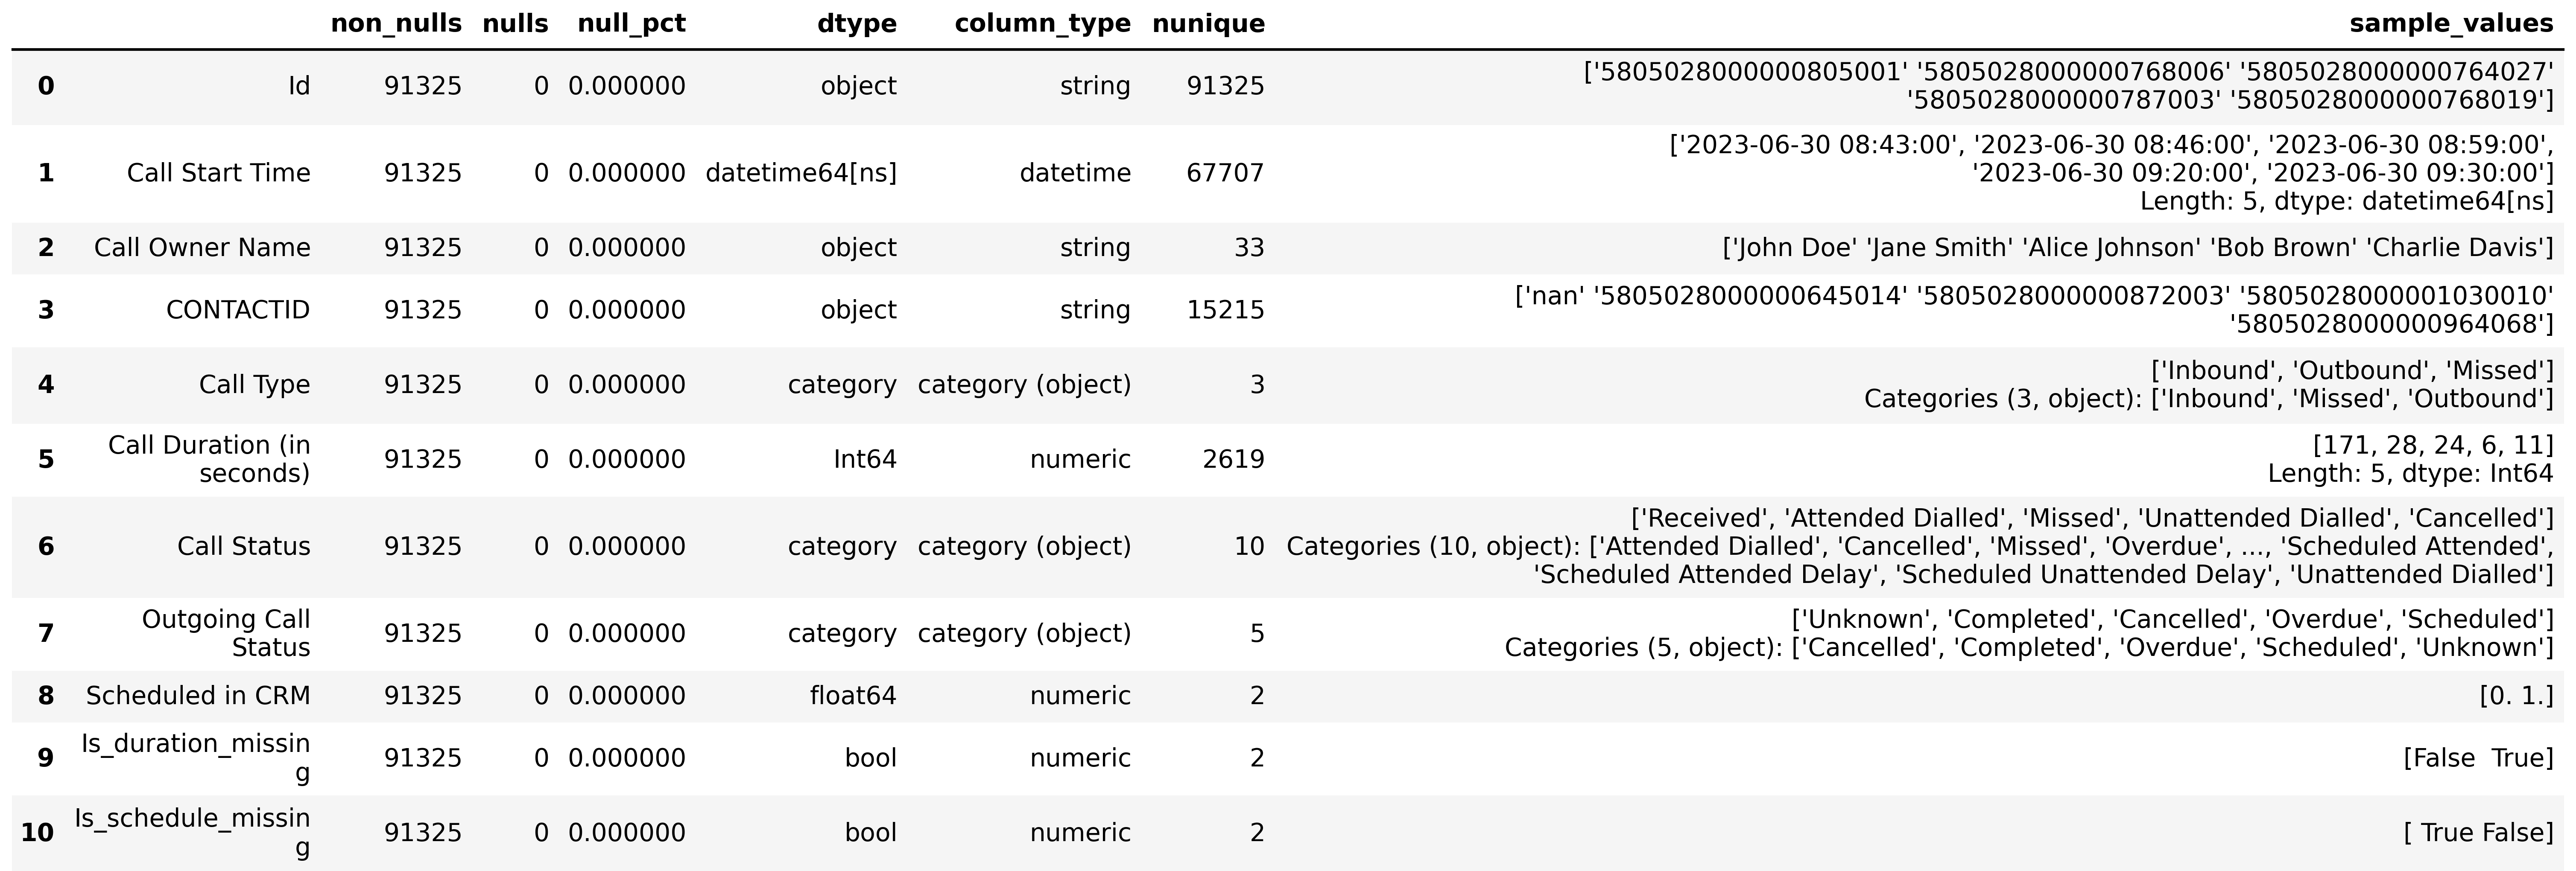 non_nulls nulls null_pct dtype column_type nunique sample_values
0 Id 91325 0 0.000000 object string 91325 ['5805028000000805001' '5805028000000768006' '5805028000000764027'
'5805028000000787003' '5805028000000768019']
1 Call Start Time 91325 0 0.000000 datetime64[ns] datetime 67707 ['2023-06-30 08:43:00', '2023-06-30 08:46:00', '2023-06-30 08:59:00',
'2023-06-30 09:20:00', '2023-06-30 09:30:00']
Length: 5, dtype: datetime64[ns]
2 Call Owner Name 91325 0 0.000000 object string 33 ['John Doe' 'Jane Smith' 'Alice Johnson' 'Bob Brown' 'Charlie Davis']
3 CONTACTID 91325 0 0.000000 object string 15215 ['nan' '5805028000000645014' '5805028000000872003' '5805028000001030010'
'5805028000000964068']
4 Call Type 91325 0 0.000000 category category (object) 3 ['Inbound', 'Outbound', 'Missed']
Categories (3, object): ['Inbound', 'Missed', 'Outbound']
5 Call Duration (in
seconds) 91325 0 0.000000 Int64 numeric 2619 [171, 28, 24, 6, 11]
Length: 5, dtype: Int64
6 Call Status 91325 0 0.000000 category category (object) 10 ['Received', 'Attended Dialled', 'Missed', 'Unattended Dialled', 'Cancelled']
Categories (10, object): ['Attended Dialled', 'Cancelled', 'Missed', 'Overdue', ..., 'Scheduled Attended',
'Scheduled Attended Delay', 'Scheduled Unattended Delay', 'Unattended Dialled']
7 Outgoing Call
Status 91325 0 0.000000 category category (object) 5 ['Unknown', 'Completed', 'Cancelled', 'Overdue', 'Scheduled']
Categories (5, object): ['Cancelled', 'Completed', 'Overdue', 'Scheduled', 'Unknown']
8 Scheduled in CRM 91325 0 0.000000 float64 numeric 2 [0. 1.]
9 Is_duration_missin
g 91325 0 0.000000 bool numeric 2 [False  True]
10 Is_schedule_missin
g 91325 0 0.000000 bool numeric 2 [ True False]